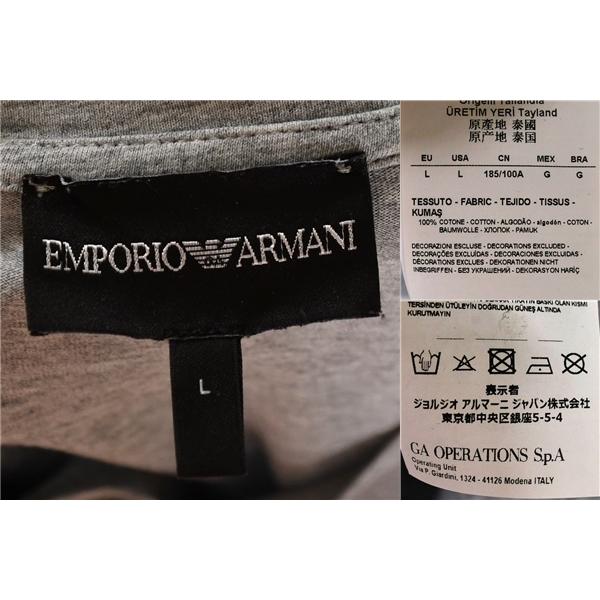 EMPORIO ARMANI
L
Origem Tailândia
ÜRETİM YERİ Tayland
原産地 泰國
原产地 泰国
EU USA CN MEX BRA
L L 185/100A G G
TESSUTO - FABRIC - TEJIDO - TISSUS -
KUMAŞ
100% COTONE - COTTON - ALGODÃO - algodón - COTON -
BAUMWOLLE - ХЛОПОК - PAMUK
DECORAZIONI ESCLUSE - DECORATIONS EXCLUDED -
DECORAÇÕES EXCLUÍDAS - DECORACIONES EXCLUIDAS -
DÉCORATIONS EXCLUES - DEKORATIONEN NICHT
INBEGRIFFEN - БЕЗ УКРАШЕНИЙ - DEKORASYON HARİÇ
TERSİNDEN ÜTÜLEYİN DOĞRUDAN GÜNEŞ ALTINDA
KURUTMAYIN
表示者
ジョルジオ アルマーニ ジャパン株式会社
東京都中央区銀座5-5-4
GA OPERATIONS S.p.A
Operating Unit
Via P. Giardini, 1324 - 41126 Modena ITALY